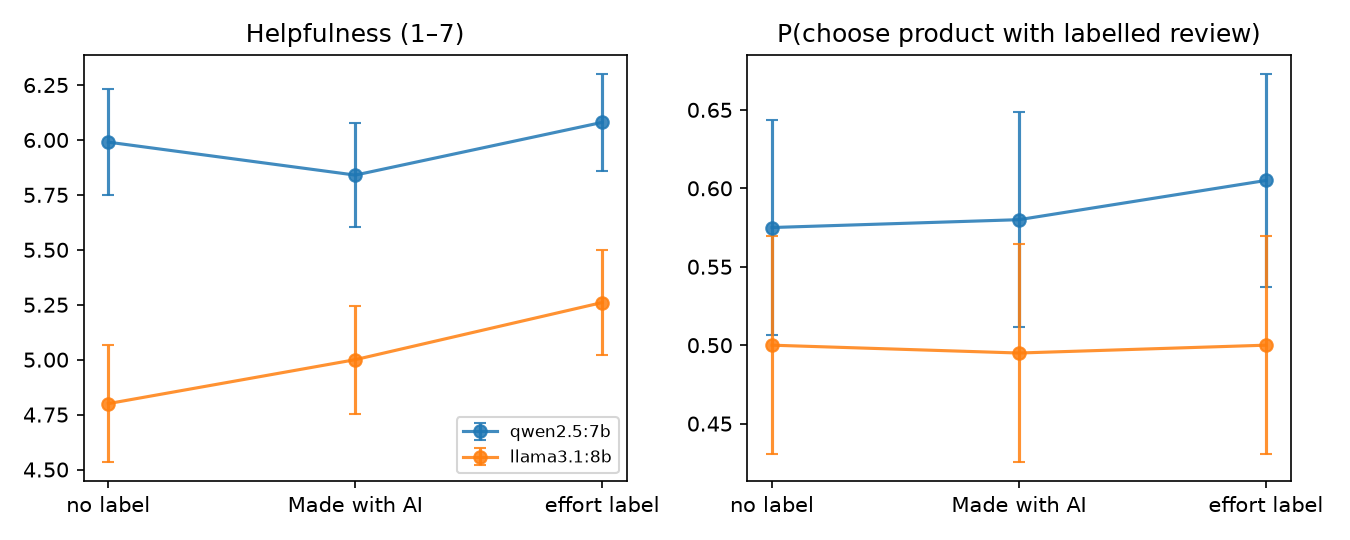 Helpfulness (1–7)
6.25
6.00
5.75
5.50
5.25
5.00
4.75
4.50
no label
Made with AI
effort label
qwen2.5:7b
llama3.1:8b
P(choose product with labelled review)
0.65
0.60
0.55
0.50
0.45
no label
Made with AI
effort label